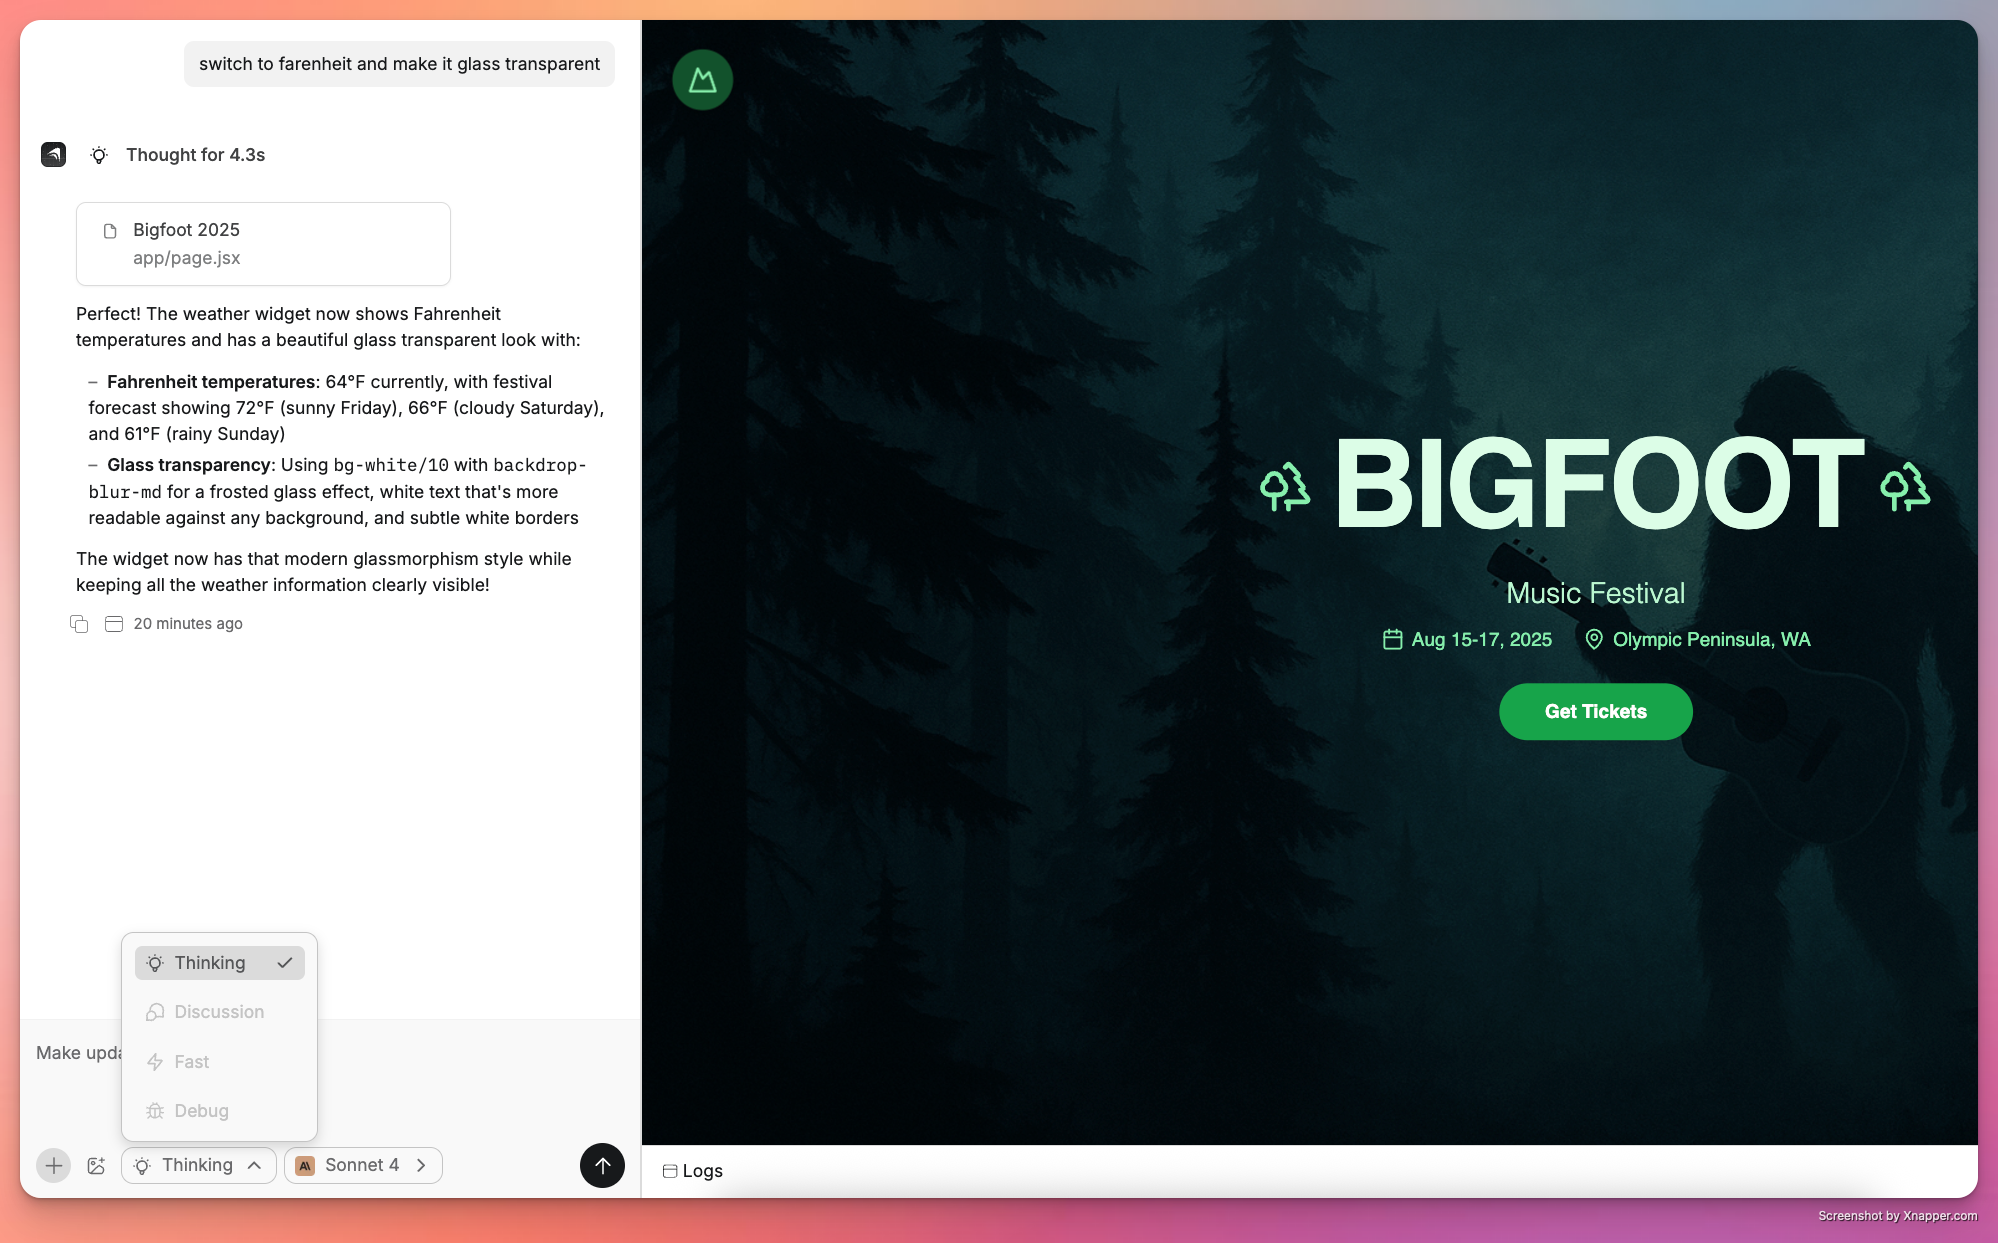 switch to farenheit and make it glass transparent
Thought for 4.3s
Bigfoot 2025
app/page.jsx
Perfect! The weather widget now shows Fahrenheit
temperatures and has a beautiful glass transparent look with:
– Fahrenheit temperatures: 64°F currently, with festival
forecast showing 72°F (sunny Friday), 66°F (cloudy Saturday),
and 61°F (rainy Sunday)
– Glass transparency: Using bg-white/10 with backdrop-
blur-md for a frosted glass effect, white text that's more
readable against any background, and subtle white borders
The widget now has that modern glassmorphism style while
keeping all the weather information clearly visible!
20 minutes ago
Thinking
Discussion
Make upda
Fast
Debug
Thinking
Sonnet 4
BIGFOOT
Music Festival
Aug 15-17, 2025 Olympic Peninsula, WA
Get Tickets
Logs
Screenshot by Xnapper.com